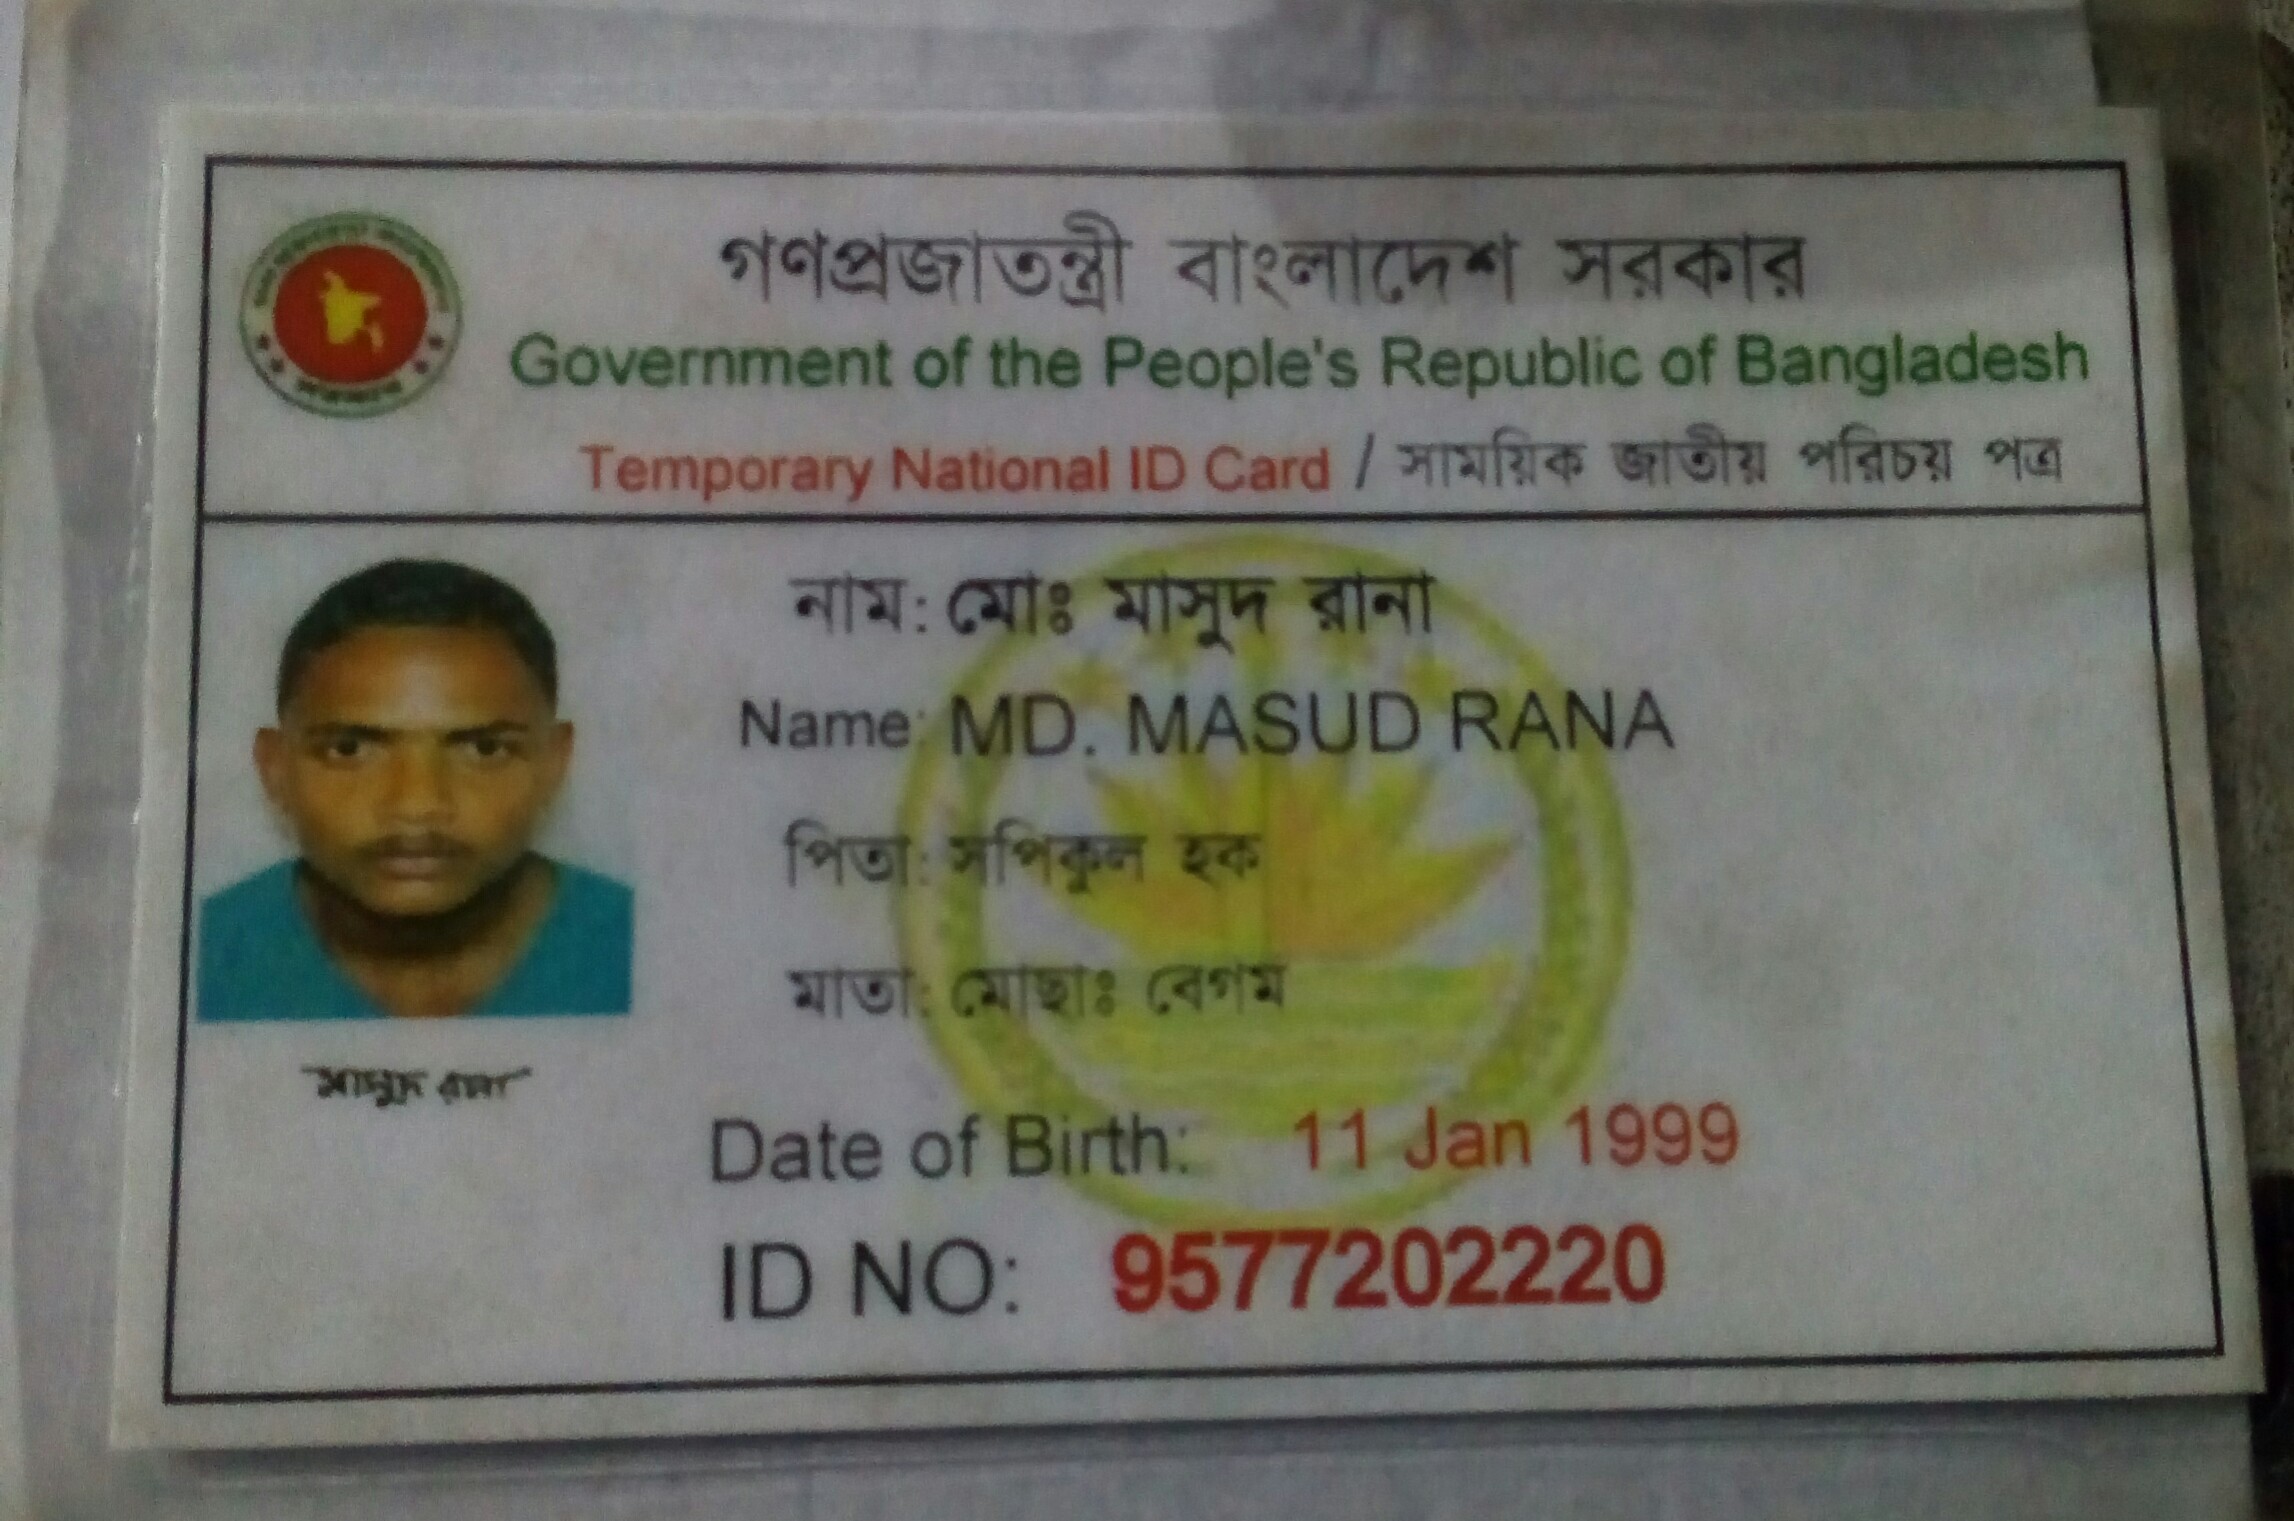 গণপ্রজাতন্ত্রী বাংলাদেশ সরকার
Government of the People's Republic of Bangladesh
Temporary National ID Card / সাময়িক জাতীয় পরিচয় পত্র
নাম: মোঃ মাসুদ রানা
Name: MD. MASUD RANA
পিতা: সপিকুল হক
মাতা: মোছাঃ বেগম
মাসুদ রানা
Date of Birth: 11 Jan 1999
ID NO: 9577202220